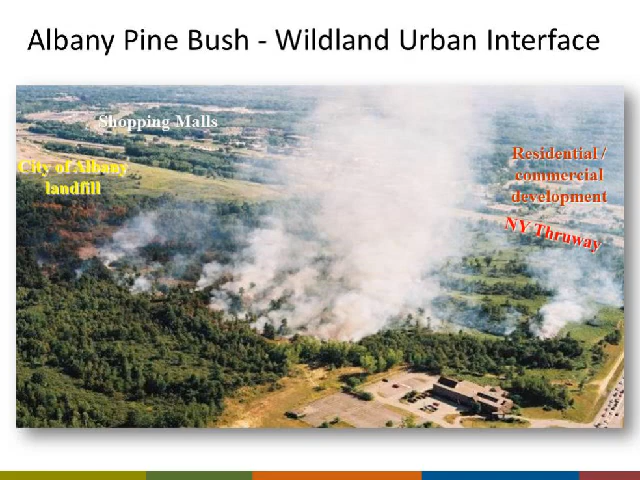 Albany Pine Bush - Wildland Urban Interface
Shopping Malls
City of Albany
landfill
Residential /
commercial
development
NY Thruway